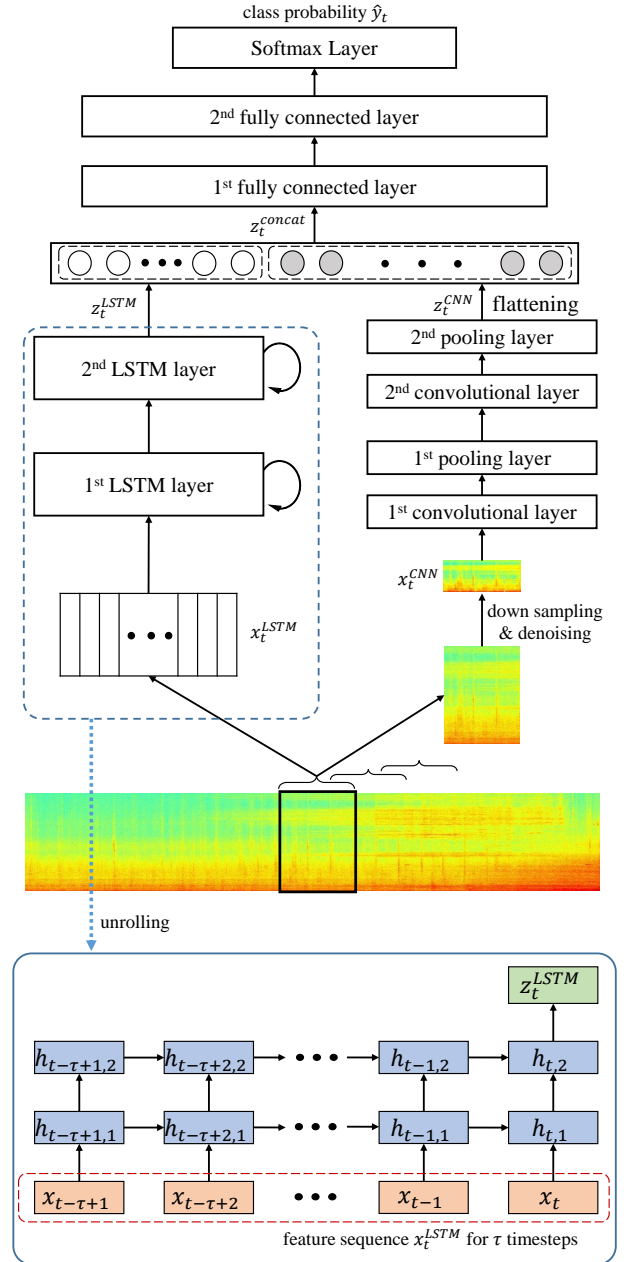 class probability ŷ_t
Softmax Layer
2nd fully connected layer
1st fully connected layer
z_t^{concat}
• • •
• • •
z_t^{LSTM}
z_t^{CNN} flattening
2nd pooling layer
2nd LSTM layer
2nd convolutional layer
1st pooling layer
1st LSTM layer
1st convolutional layer
x_t^{CNN}
down sampling
& denoising
• • •
x_t^{LSTM}
unrolling
z_t^{LSTM}
h_{t−τ+1,2} h_{t−τ+2,2} • • • h_{t−1,2} h_{t,2}
h_{t−τ+1,1} h_{t−τ+2,1} • • • h_{t−1,1} h_{t,1}
x_{t−τ+1} x_{t−τ+2} • • • x_{t−1} x_t
feature sequence x_t^{LSTM} for τ timesteps